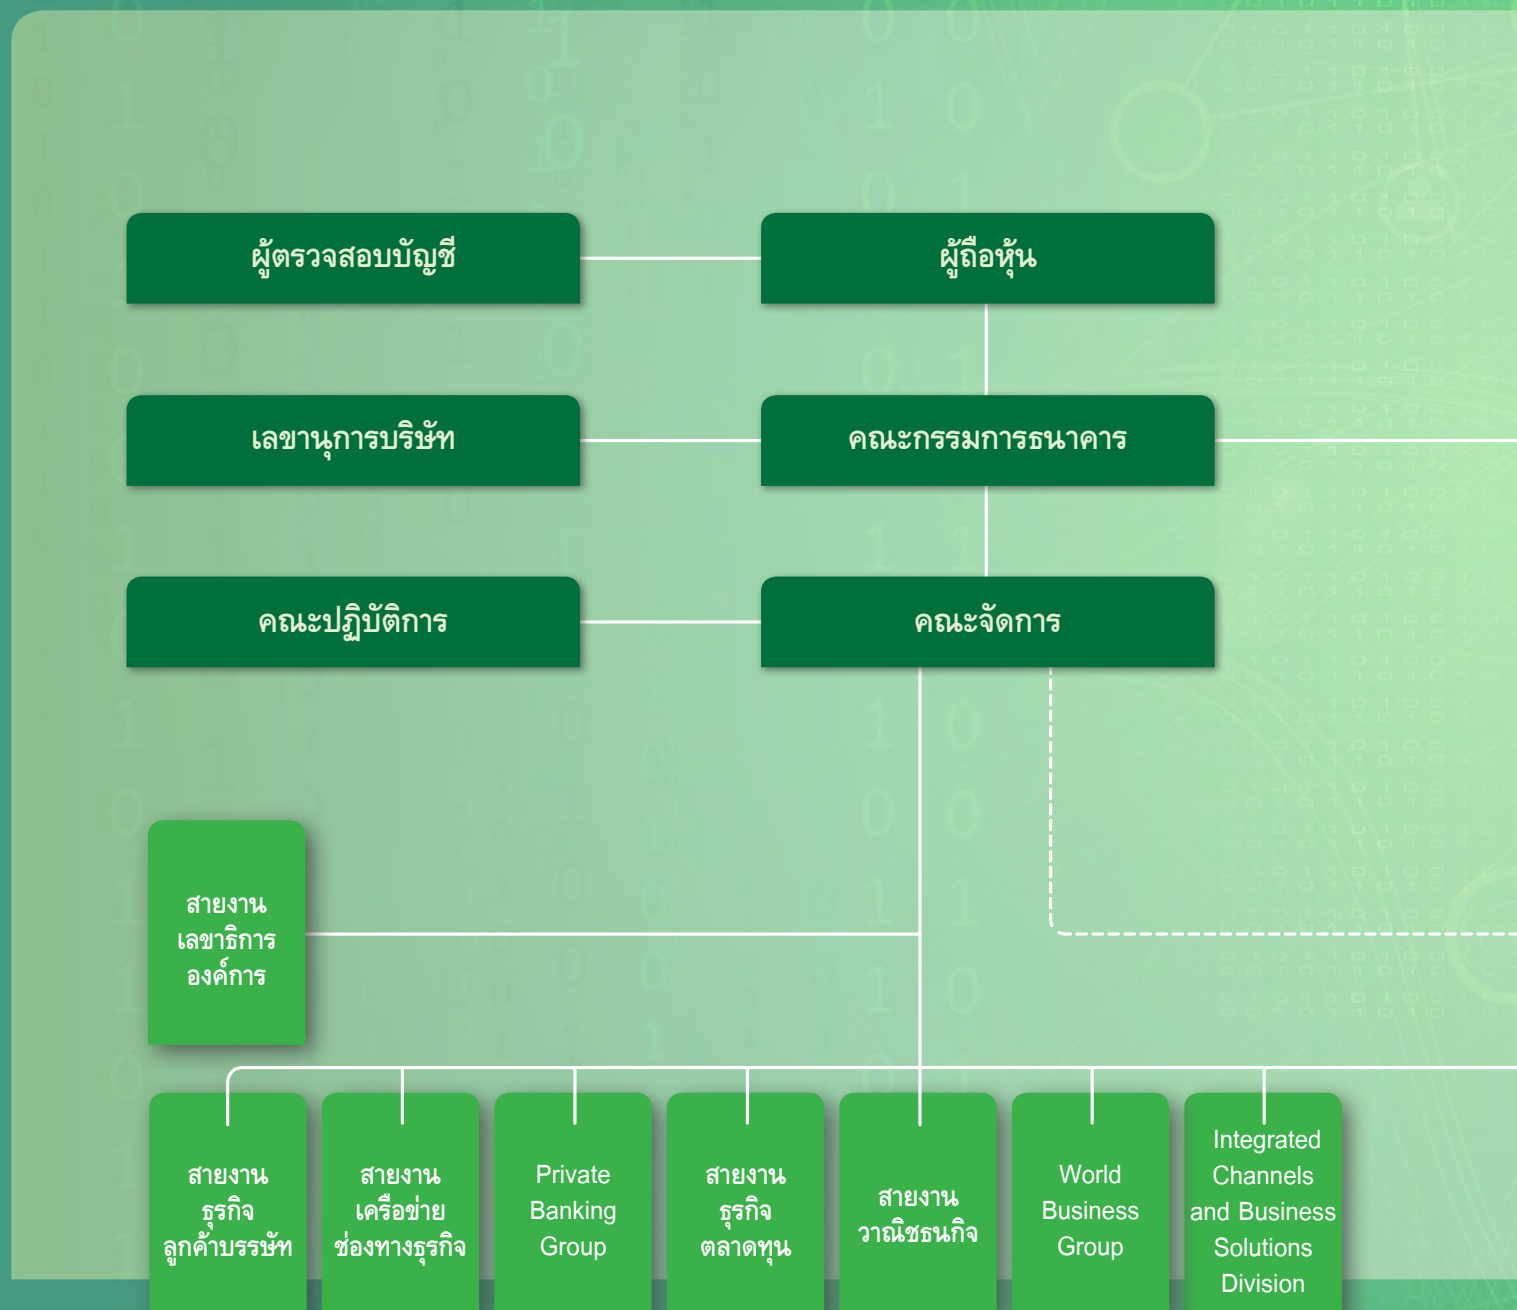 ผู้ตรวจสอบบัญชี
ผู้ถือหุ้น
เลขานุการบริษัท
คณะกรรมการธนาคาร
คณะปฏิบัติการ
คณะจัดการ
สายงาน
เลขาธิการ
องค์การ
สายงาน
ธุรกิจ
ลูกค้าบรรษัท
สายงาน
เครือข่าย
ช่องทางธุรกิจ
Private
Banking
Group
สายงาน
ธุรกิจ
ตลาดทุน
สายงาน
วาณิชธนกิจ
World
Business
Group
Integrated
Channels
and Business
Solutions
Division